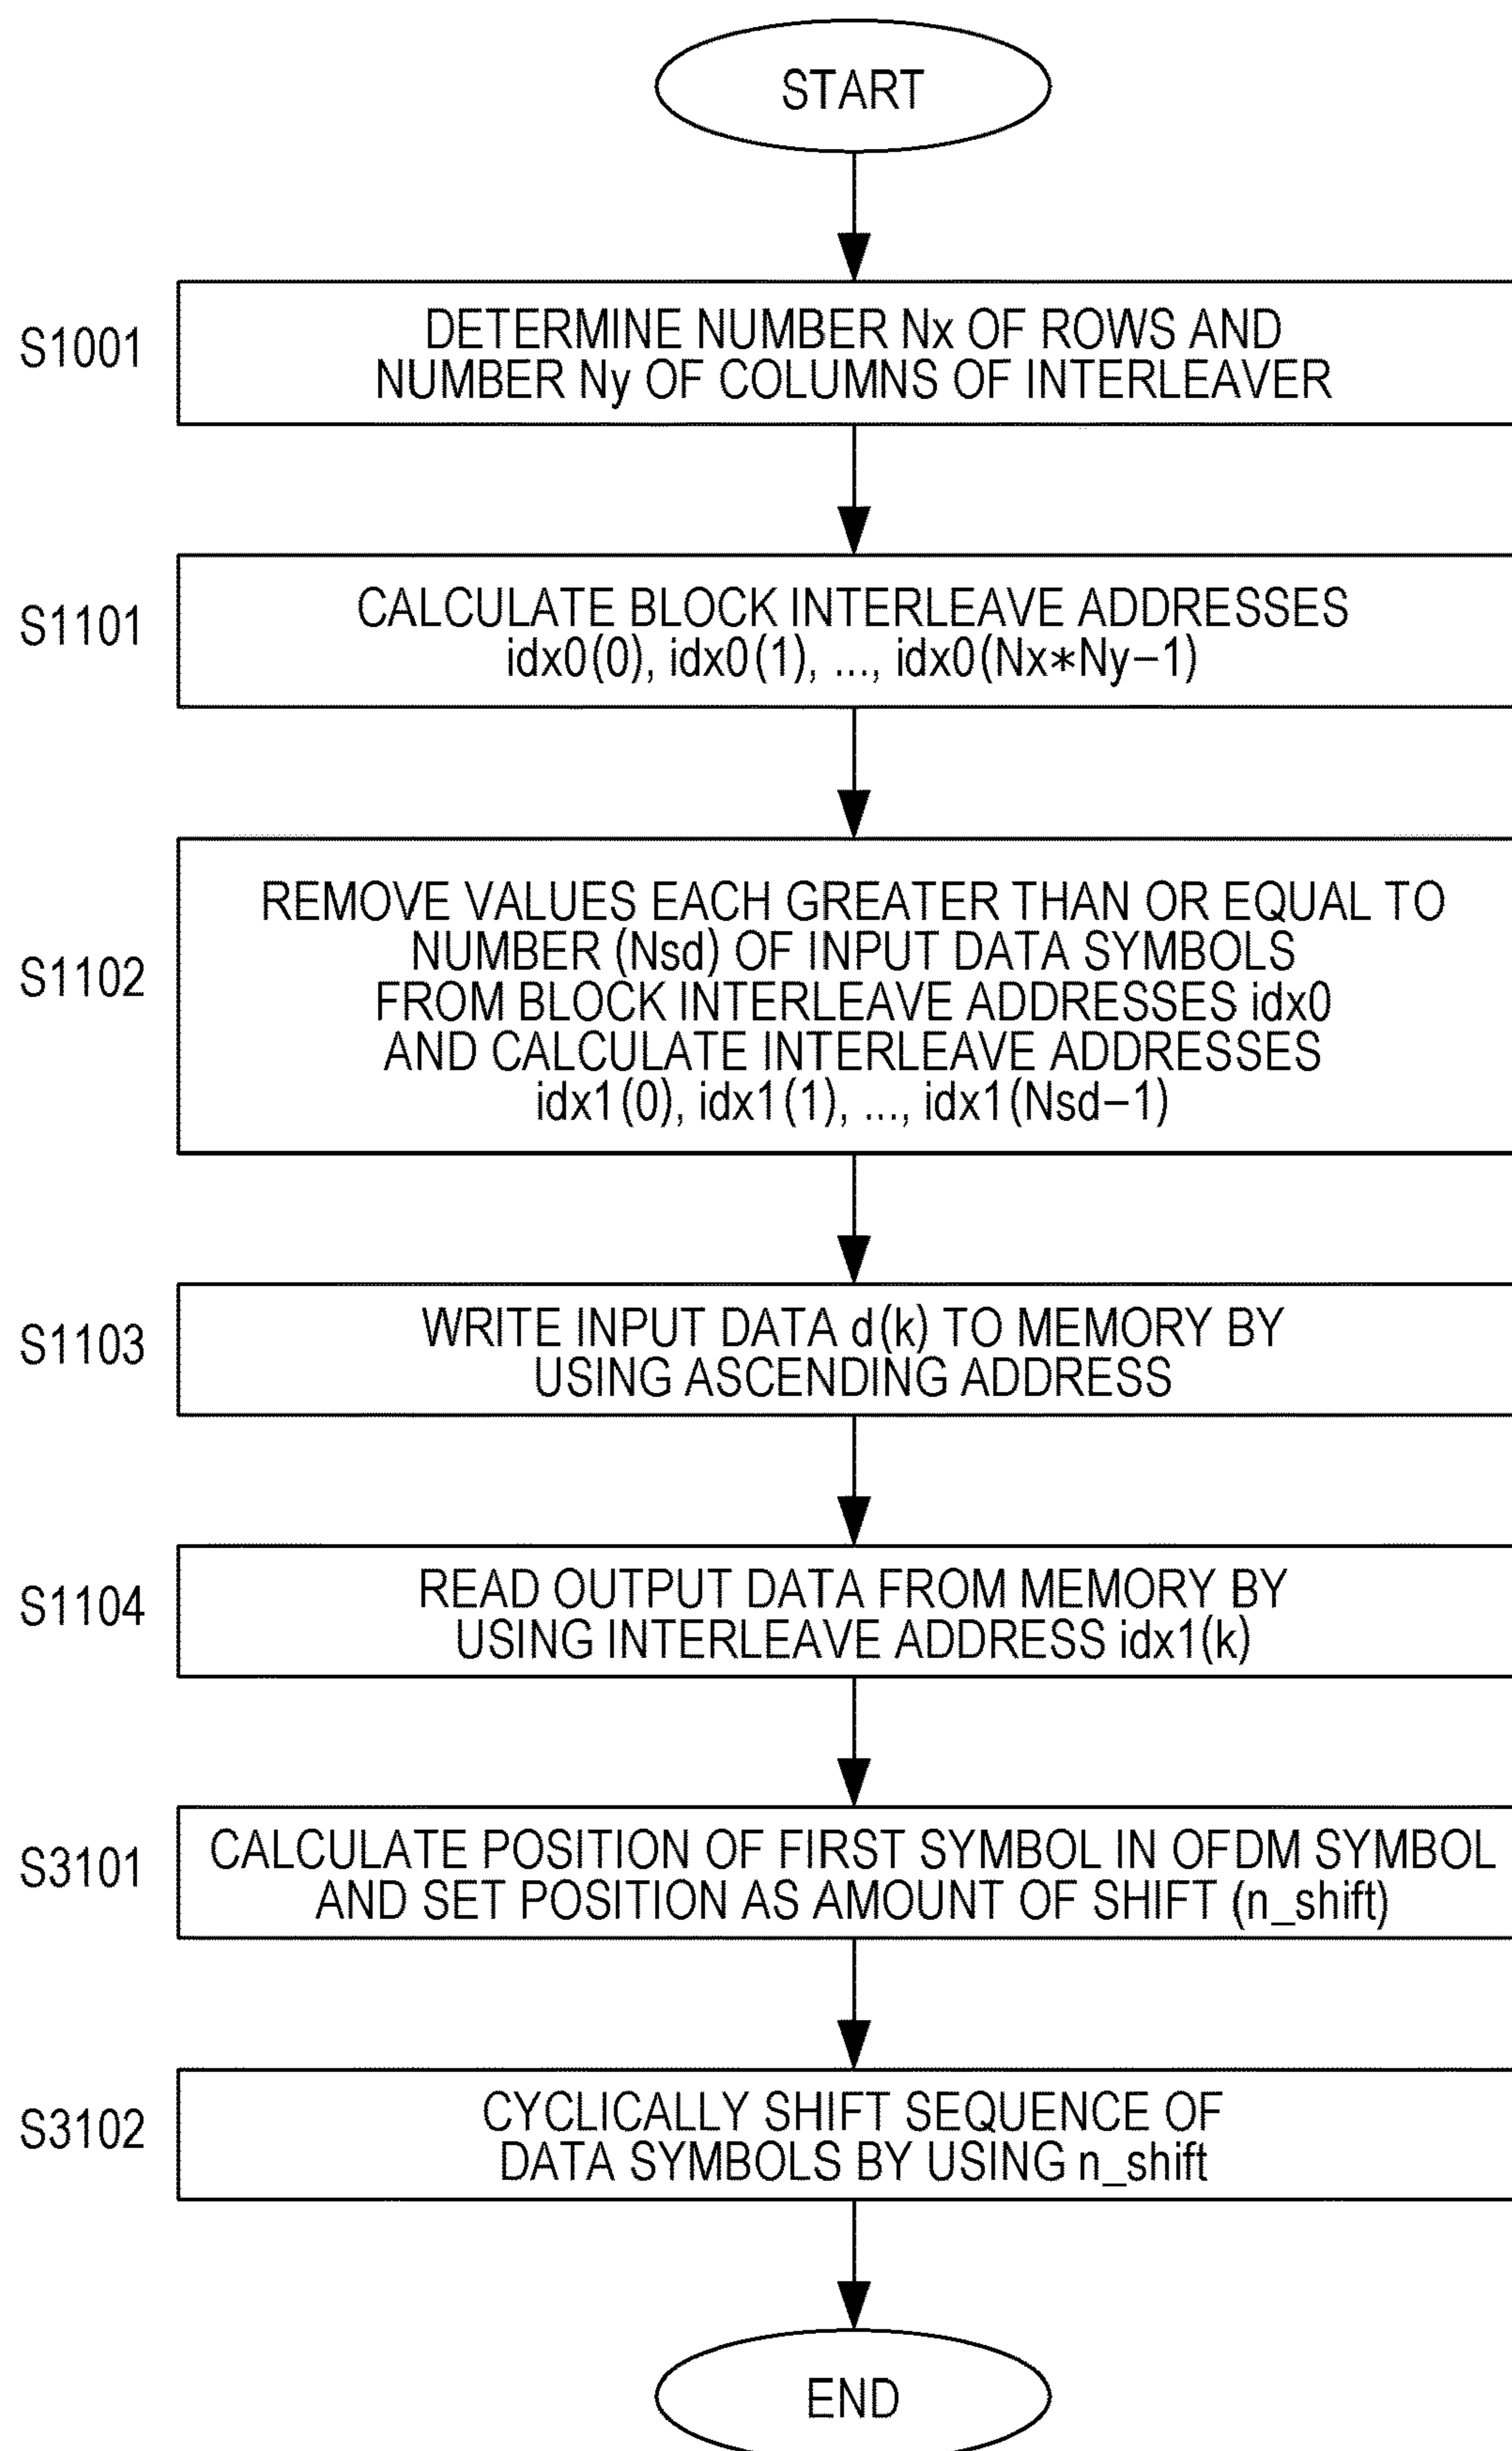 START
S1001
DETERMINE NUMBER Nx OF ROWS AND
NUMBER Ny OF COLUMNS OF INTERLEAVER
S1101
CALCULATE BLOCK INTERLEAVE ADDRESSES
idx0(0), idx0(1), ..., idx0(Nx*Ny-1)
S1102
REMOVE VALUES EACH GREATER THAN OR EQUAL TO
NUMBER (Nsd) OF INPUT DATA SYMBOLS
FROM BLOCK INTERLEAVE ADDRESSES idx0
AND CALCULATE INTERLEAVE ADDRESSES
idx1(0), idx1(1), ..., idx1(Nsd-1)
S1103
WRITE INPUT DATA d(k) TO MEMORY BY
USING ASCENDING ADDRESS
S1104
READ OUTPUT DATA FROM MEMORY BY
USING INTERLEAVE ADDRESS idx1(k)
S3101
CALCULATE POSITION OF FIRST SYMBOL IN OFDM SYMBOL
AND SET POSITION AS AMOUNT OF SHIFT (n_shift)
S3102
CYCLICALLY SHIFT SEQUENCE OF
DATA SYMBOLS BY USING n_shift
END